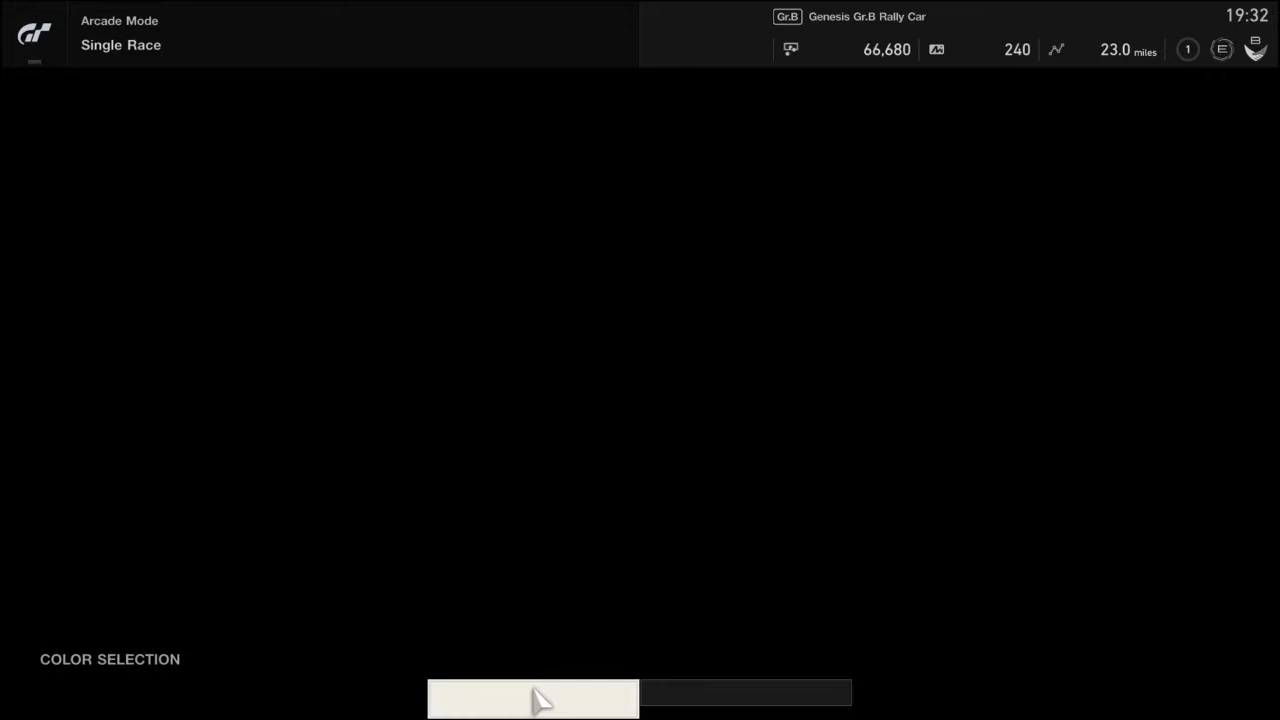 Arcade Mode
Single Race
Gr.B Genesis Gr.B Rally Car
19:32
66,680 240 23.0 miles 1 E B
COLOR SELECTION